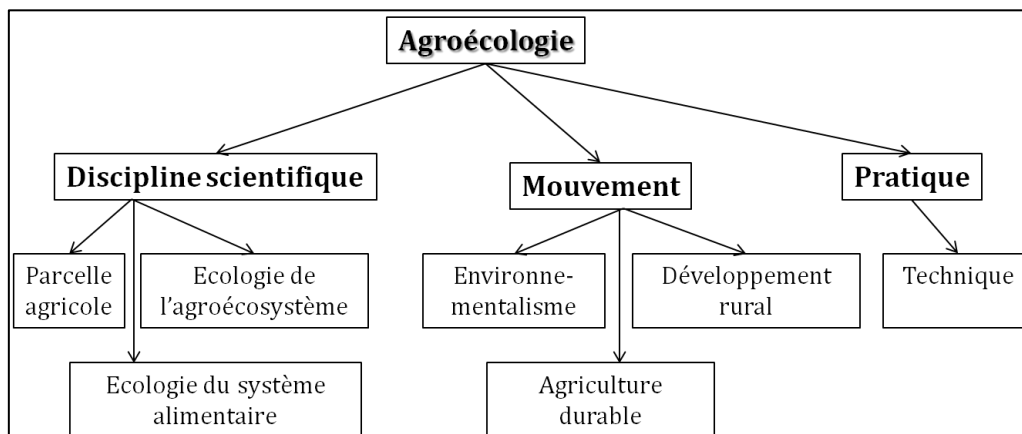 Agroécologie
Discipline scientifique
Mouvement
Pratique
Parcelle
agricole
Ecologie de
l'agroécosystème
Environne-
mentalisme
Développement
rural
Technique
Ecologie du système
alimentaire
Agriculture
durable